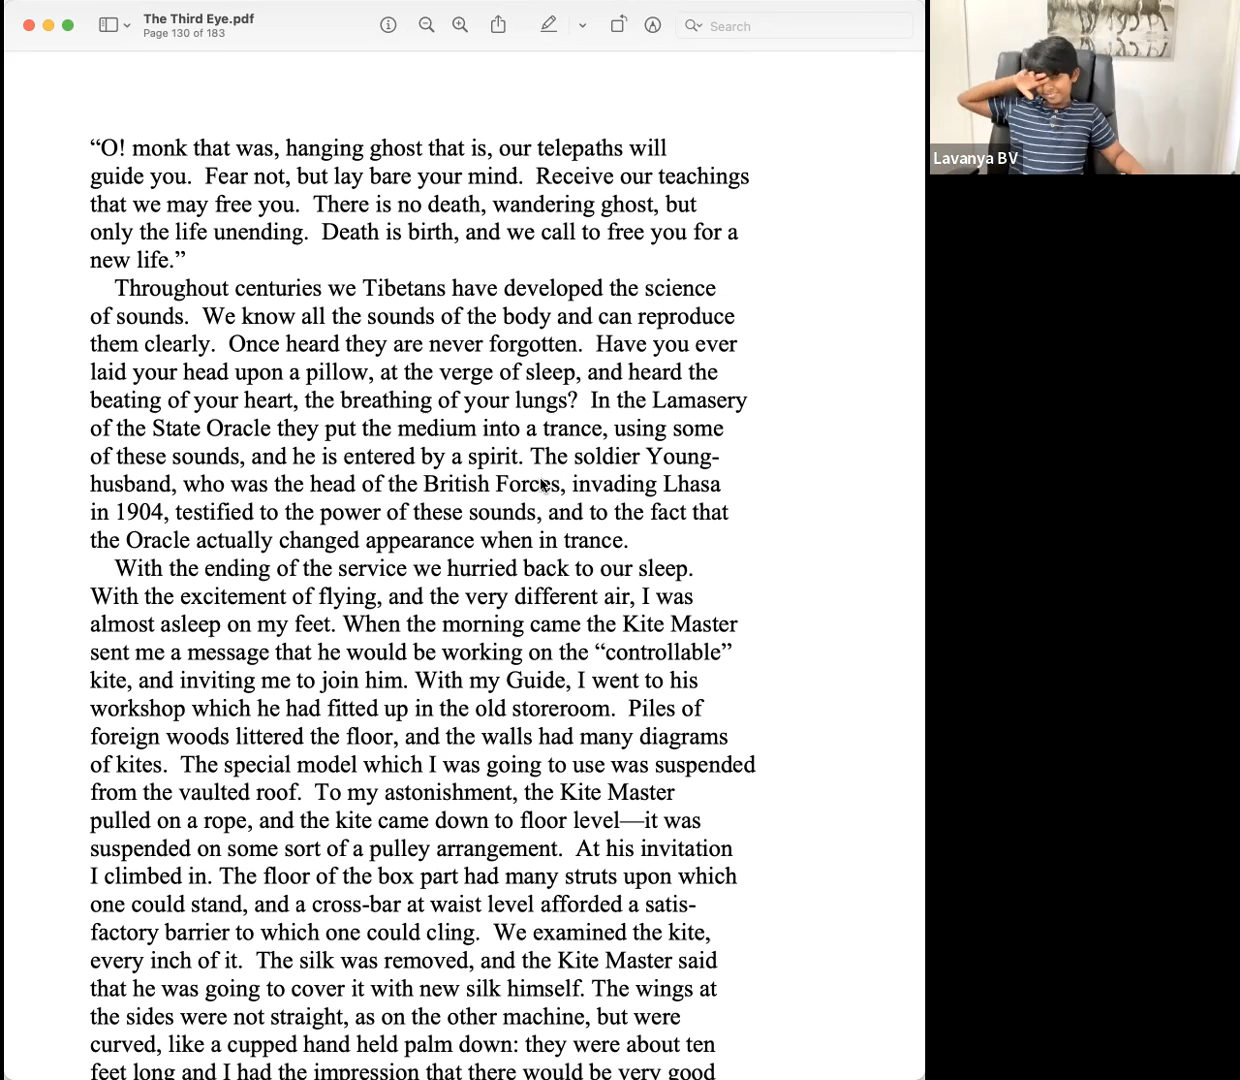 The Third Eye.pdf
Page 130 of 183
Search
“O! monk that was, hanging ghost that is, our telepaths will
guide you.  Fear not, but lay bare your mind.  Receive our teachings
that we may free you.  There is no death, wandering ghost, but
only the life unending.  Death is birth, and we call to free you for a
new life.”
Throughout centuries we Tibetans have developed the science
of sounds.  We know all the sounds of the body and can reproduce
them clearly.  Once heard they are never forgotten.  Have you ever
laid your head upon a pillow, at the verge of sleep, and heard the
beating of your heart, the breathing of your lungs?  In the Lamasery
of the State Oracle they put the medium into a trance, using some
of these sounds, and he is entered by a spirit. The soldier Young-
husband, who was the head of the British Forces, invading Lhasa
in 1904, testified to the power of these sounds, and to the fact that
the Oracle actually changed appearance when in trance.
With the ending of the service we hurried back to our sleep.
With the excitement of flying, and the very different air, I was
almost asleep on my feet. When the morning came the Kite Master
sent me a message that he would be working on the “controllable”
kite, and inviting me to join him. With my Guide, I went to his
workshop which he had fitted up in the old storeroom.  Piles of
foreign woods littered the floor, and the walls had many diagrams
of kites.  The special model which I was going to use was suspended
from the vaulted roof.  To my astonishment, the Kite Master
pulled on a rope, and the kite came down to floor level—it was
suspended on some sort of a pulley arrangement.  At his invitation
I climbed in. The floor of the box part had many struts upon which
one could stand, and a cross-bar at waist level afforded a satis-
factory barrier to which one could cling.  We examined the kite,
every inch of it.  The silk was removed, and the Kite Master said
that he was going to cover it with new silk himself. The wings at
the sides were not straight, as on the other machine, but were
curved, like a cupped hand held palm down: they were about ten
feet long and I had the impression that there would be very good
Lavanya BV